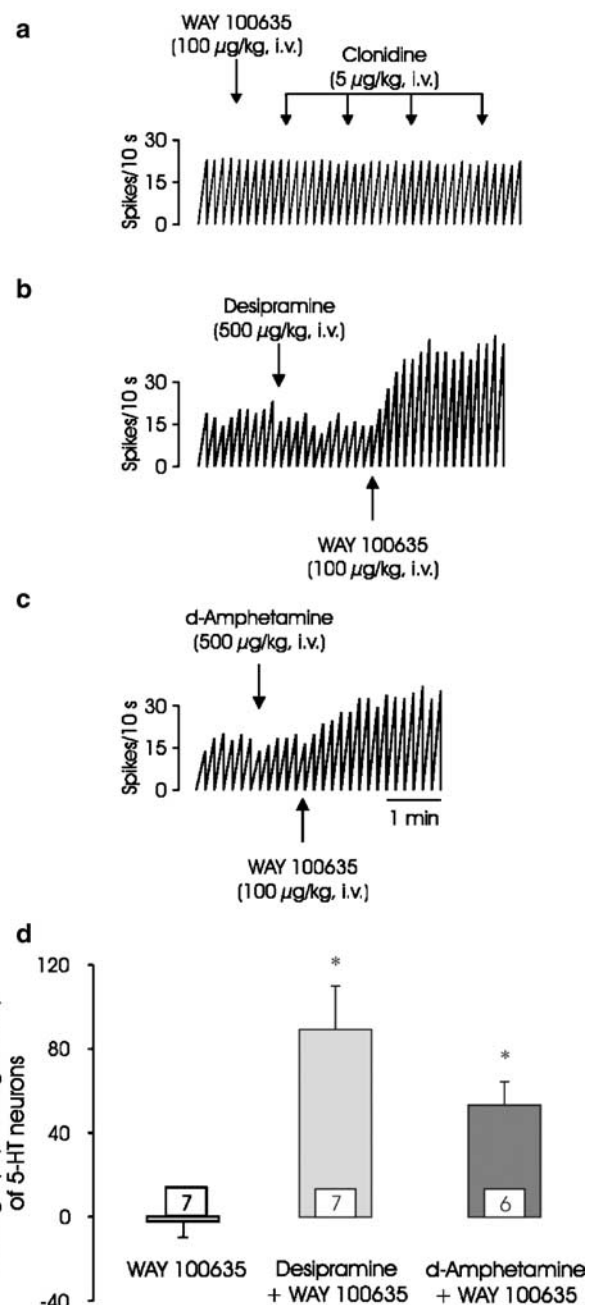 a
WAY 100635
(100 µg/kg, i.v.)
Clonidine
(5 µg/kg, i.v.)
Spikes/10 s
30
15
0
b
Desipramine
(500 µg/kg, i.v.)
Spikes/10 s
30
15
0
WAY 100635
(100 µg/kg, i.v.)
c
d-Amphetamine
(500 µg/kg, i.v.)
Spikes/10 s
30
15
0
1 min
WAY 100635
(100 µg/kg, i.v.)
d
of 5-HT neurons
120
80
40
0
-40
*
*
7
7
6
WAY 100635
Desipramine
+ WAY 100635
d-Amphetamine
+ WAY 100635